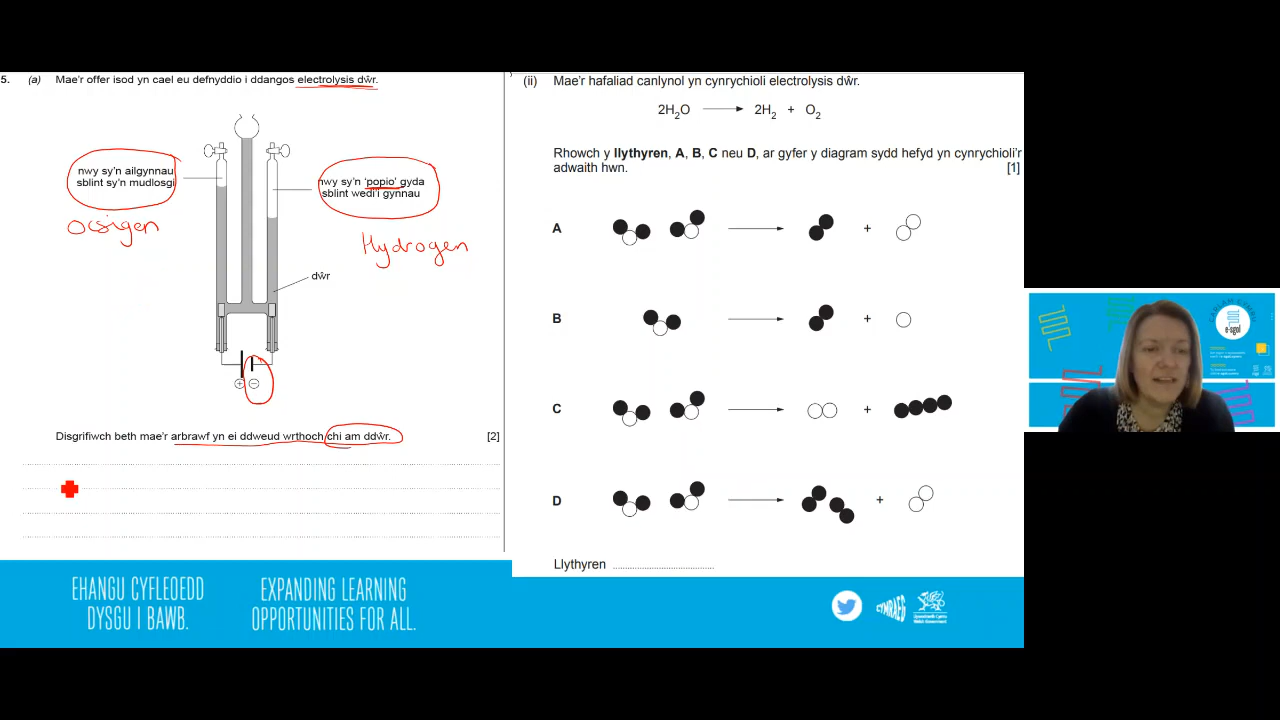 5. (a) Mae'r offer isod yn cael eu defnyddio i ddangos electrolysis dŵr.
nwy sy'n ailgynnau
sblint sy'n mudlosgi
Ocsigen
nwy sy'n 'popio' gyda
sblint wedi'i gynnau
Hydrogen
dŵr
+ −
Disgrifiwch beth mae'r arbrawf yn ei ddweud wrthoch chi am ddŵr. [2]
(ii) Mae'r hafaliad canlynol yn cynrychioli electrolysis dŵr.
2H₂O → 2H₂ + O₂
Rhowch y llythyren, A, B, C neu D, ar gyfer y diagram sydd hefyd yn cynrychioli'r
adwaith hwn. [1]
A +
B +
C +
D +
Llythyren
EHANGU CYFLEOEDD
DYSGU I BAWB.
EXPANDING LEARNING
OPPORTUNITIES FOR ALL.
CYMRAEG
e-sgol